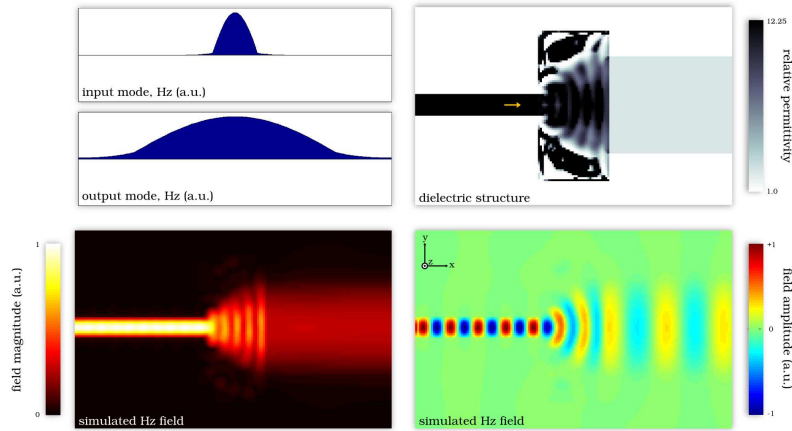 input mode, Hz (a.u.)
output mode, Hz (a.u.)
12.25
relative permittivity
1.0
dielectric structure
1
field magnitude (a.u.)
0
simulated Hz field
y
z
x
+1
field amplitude (a.u.)
0
-1
simulated Hz field